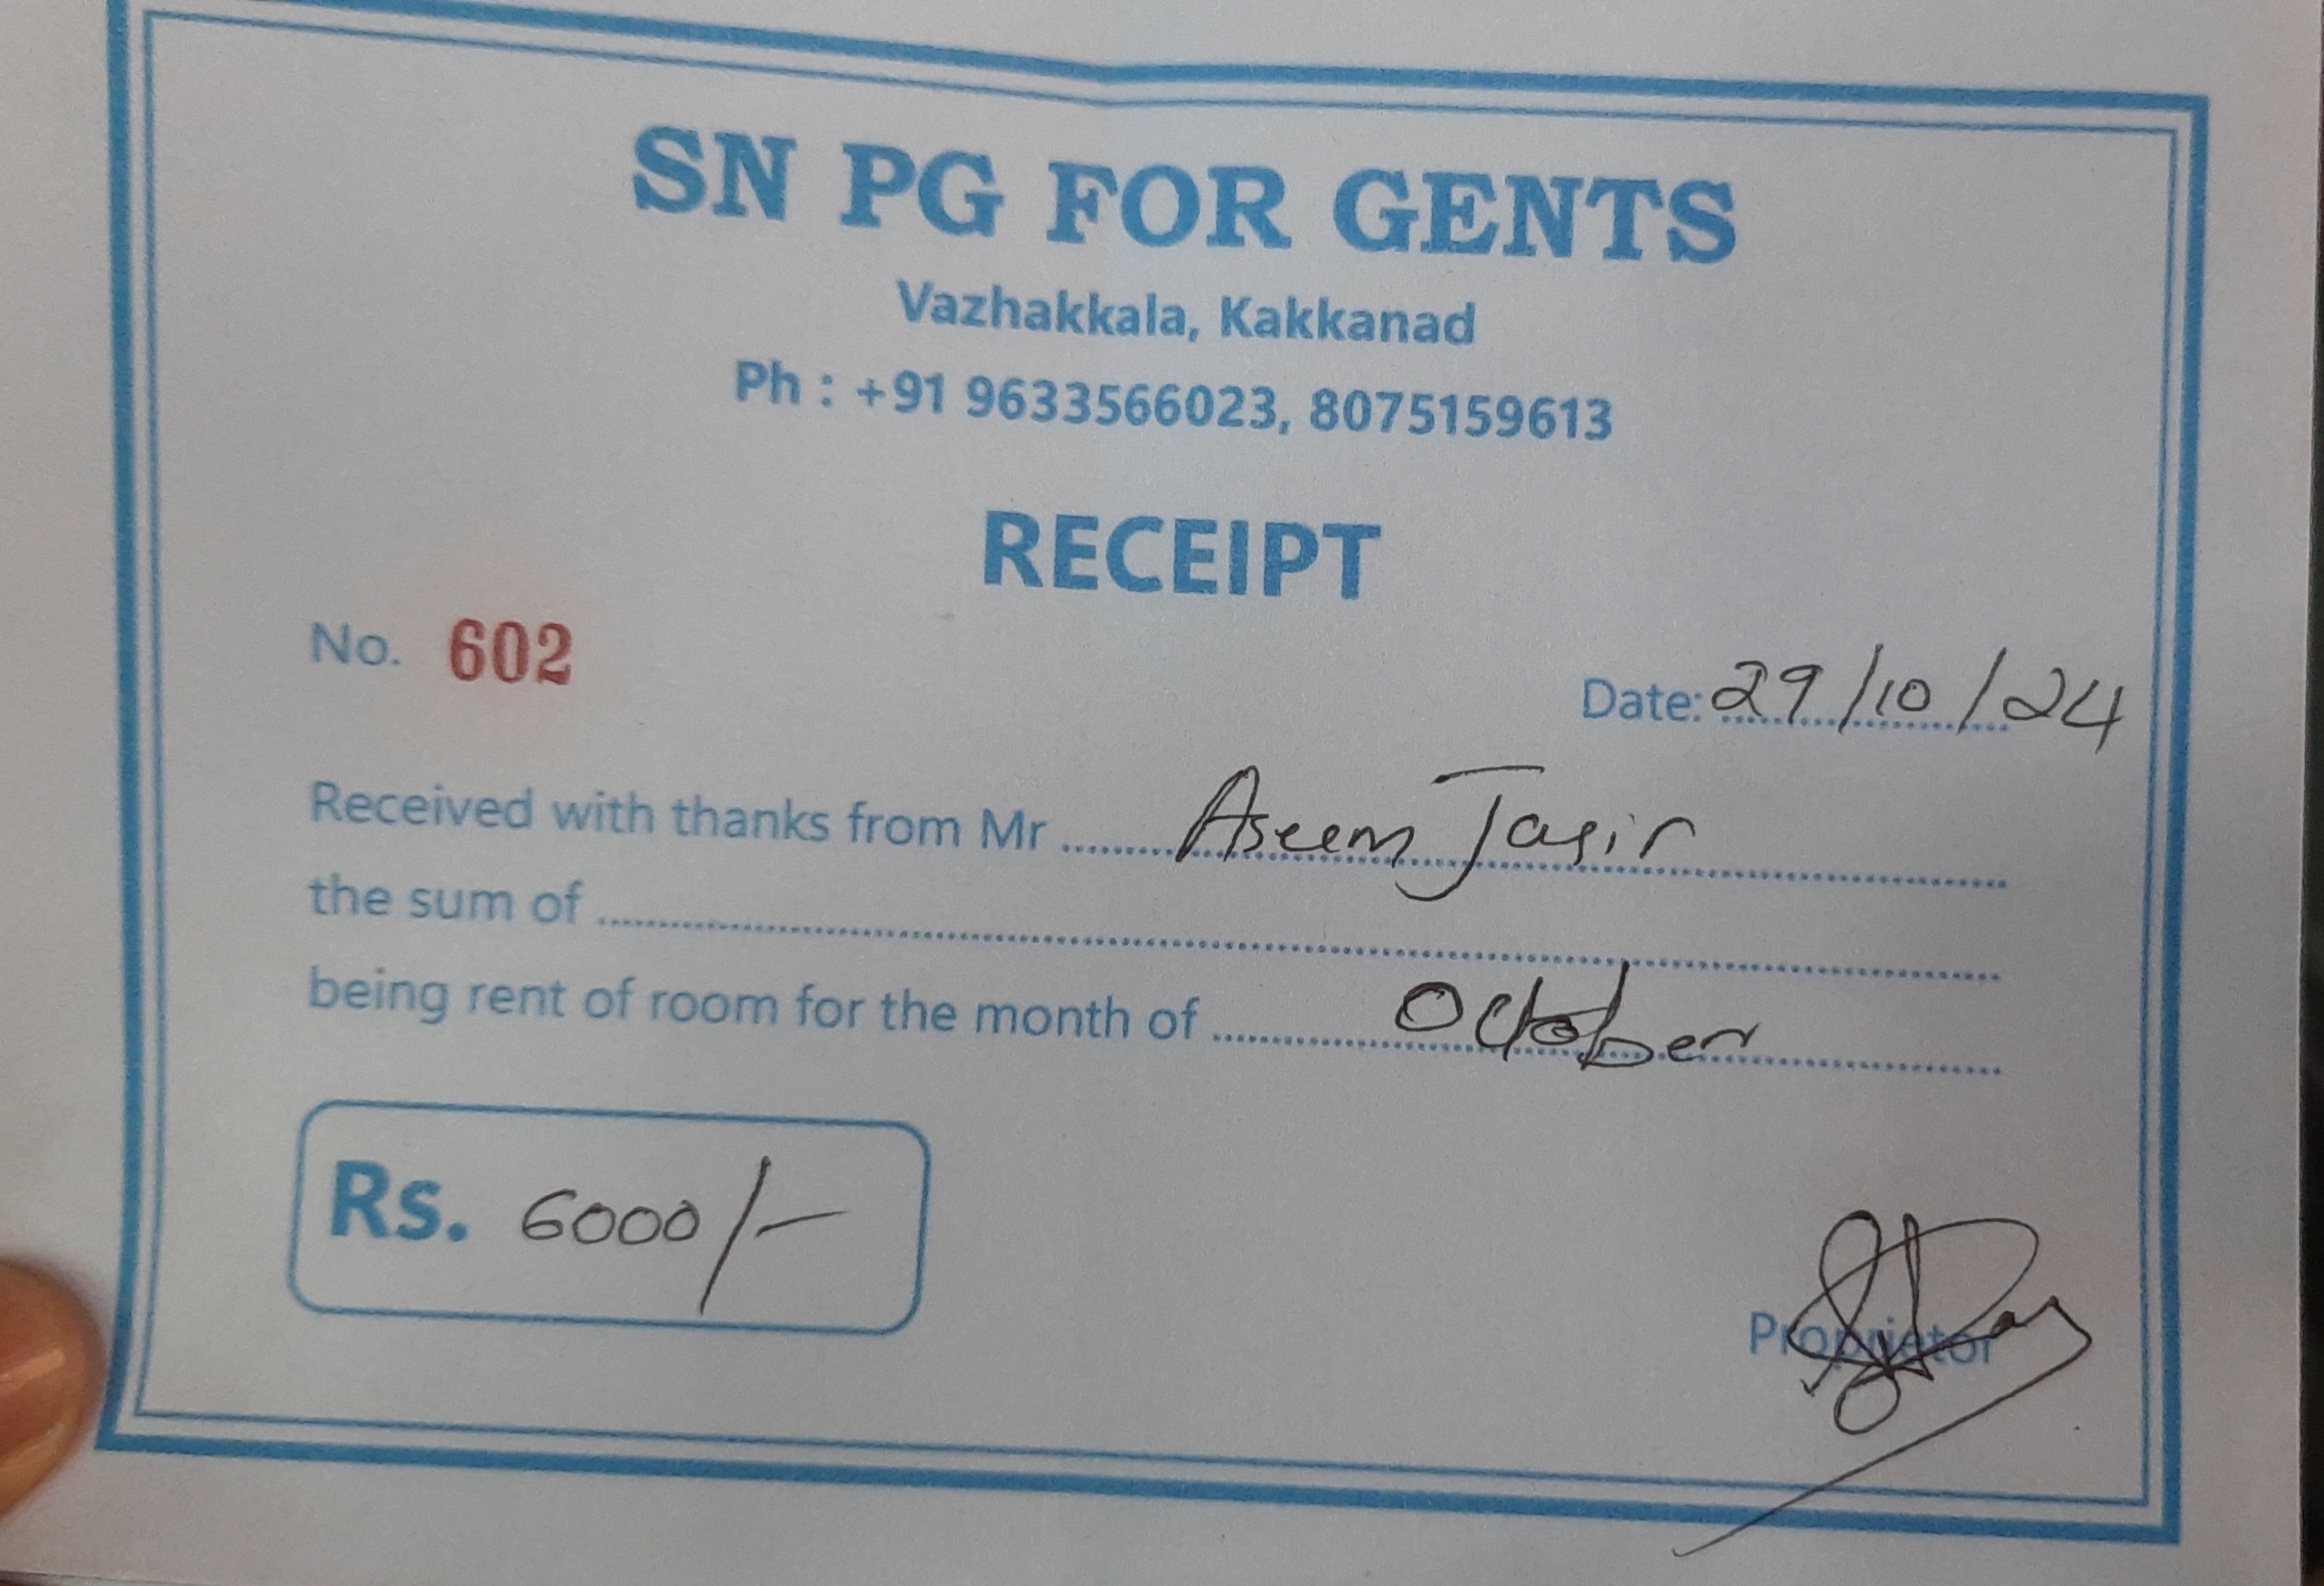 SN PG FOR GENTS
Vazhakkala, Kakkanad
Ph : +91 9633566023, 8075159613
RECEIPT
No. 602
Date: 29/10/24
Received with thanks from Mr Aseem Jasir
the sum of
being rent of room for the month of October
Rs. 6000/-
Proprietor